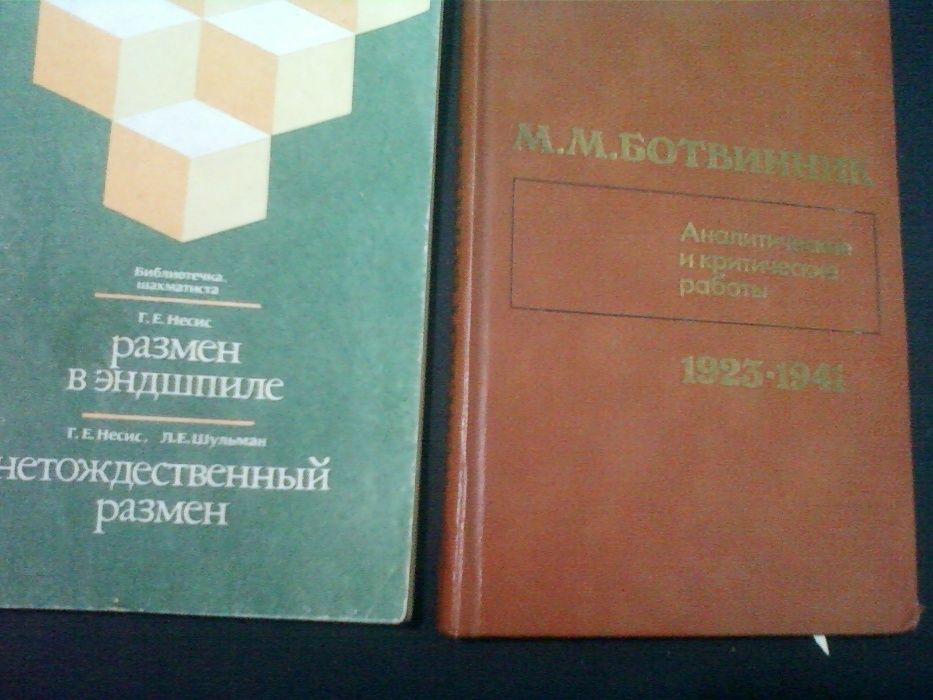 Библиотечка
шахматиста
Г. Е. Несис
размен
в эндшпиле
Г. Е. Несис, Л. Е. Шульман
нетождественный
размен
М.М.БОТВИННИК
Аналитические
и критические
работы
1923·1941